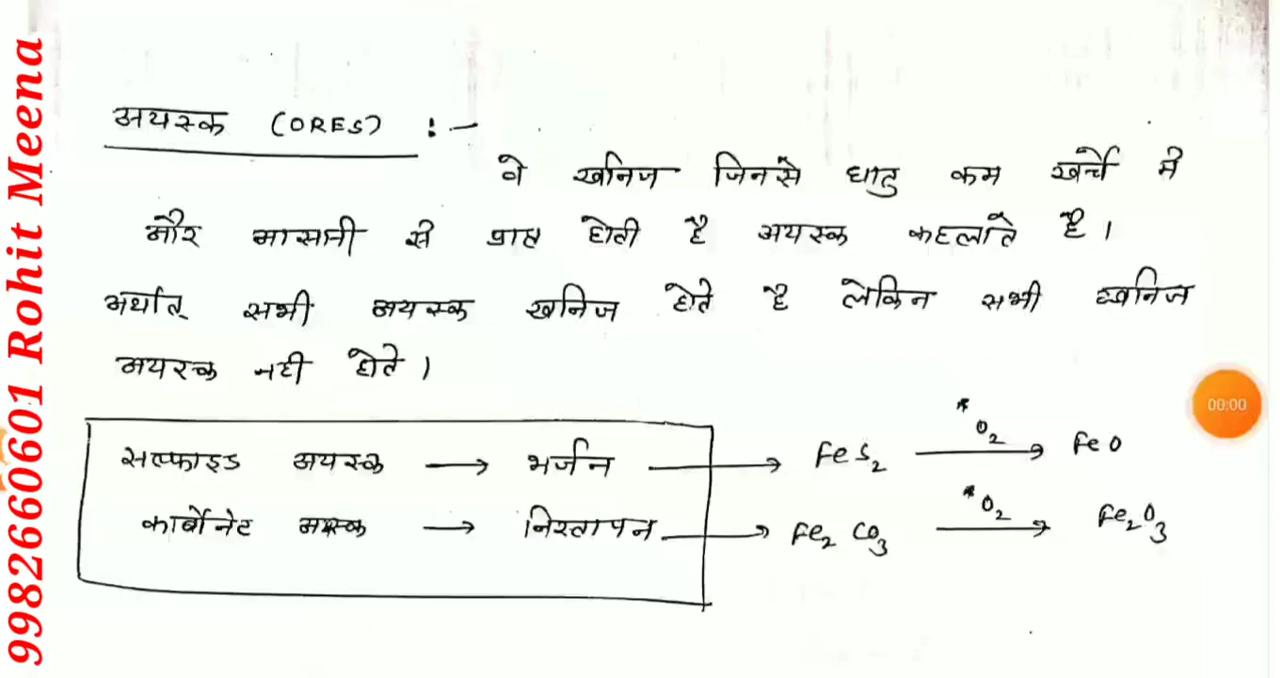 अयस्क (ORES) :-
वे खनिज जिनसे धातु कम खर्चे में
और आसानी से प्राप्त होती है अयस्क कहलाते है।
अर्थात् सभी अयस्क खनिज होते है लेकिन सभी खनिज
अयस्क नही होते।
सल्फाइड अयस्क → भर्जन → FeS₂ *O₂→ FeO
कार्बोनेट अयस्क → निस्तापन → Fe₂CO₃ *O₂→ Fe₂O₃
00:00
9982660601 Rohit Meena